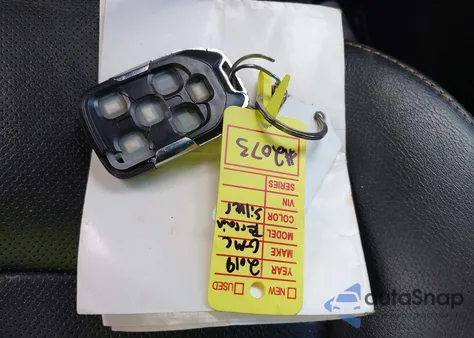 □ NEW □ USED
2019 YEAR
GMC MAKE
Terrain MODEL
Silver COLOR
VIN
SERIES
#2073
autoSnap